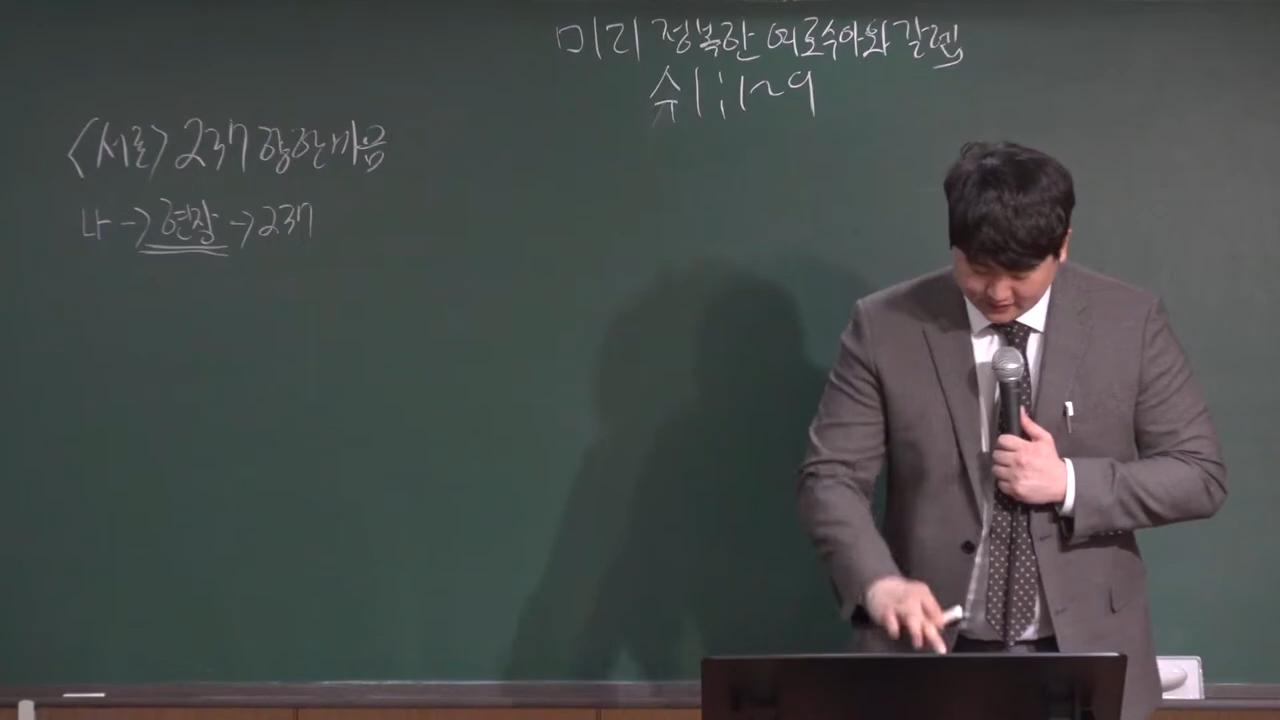 미리 정복한 여호수아와 갈렙
수 1:1~9
<서론> 237 향한 마음
나 → 현장 → 237